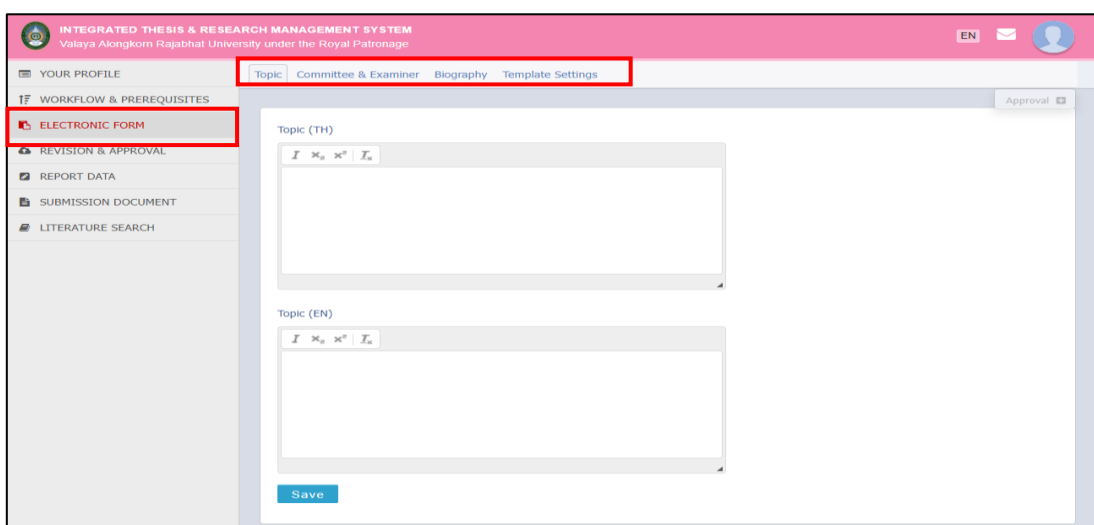 INTEGRATED THESIS & RESEARCH MANAGEMENT SYSTEM
Valaya Alongkorn Rajabhat University under the Royal Patronage
EN
YOUR PROFILE
WORKFLOW & PREREQUISITES
ELECTRONIC FORM
REVISION & APPROVAL
REPORT DATA
SUBMISSION DOCUMENT
LITERATURE SEARCH
Topic Committee & Examiner Biography Template Settings
Approval
Topic (TH)
Topic (EN)
Save